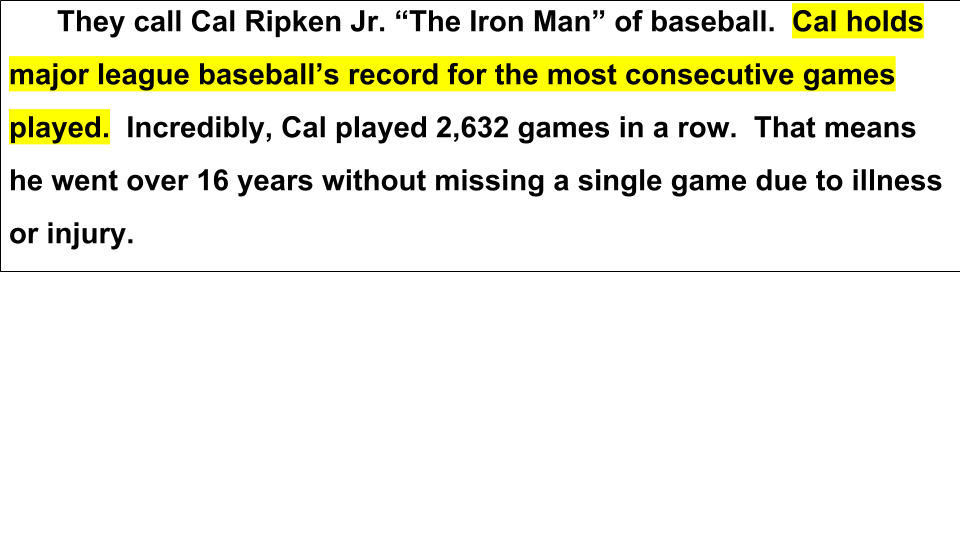 They call Cal Ripken Jr. “The Iron Man” of baseball.  Cal holds
major league baseball’s record for the most consecutive games
played.  Incredibly, Cal played 2,632 games in a row.  That means
he went over 16 years without missing a single game due to illness
or injury.